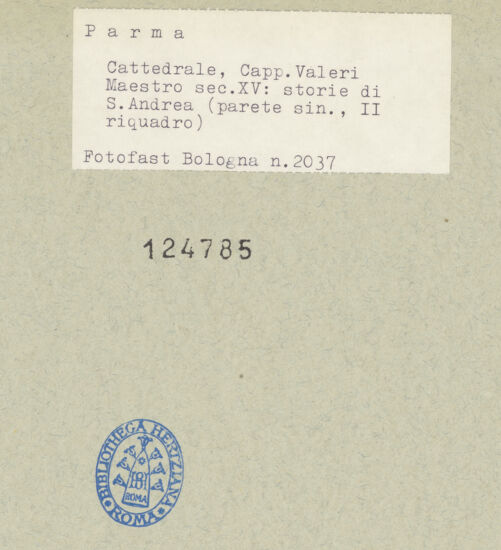 P a r m a
Cattedrale, Capp.Valeri
Maestro sec.XV: storie di
S.Andrea (parete sin., II
riquadro)
Fotofast Bologna n.2037
124785
BIBLIOTHECA HERTZIANA
ROMA
ROMA